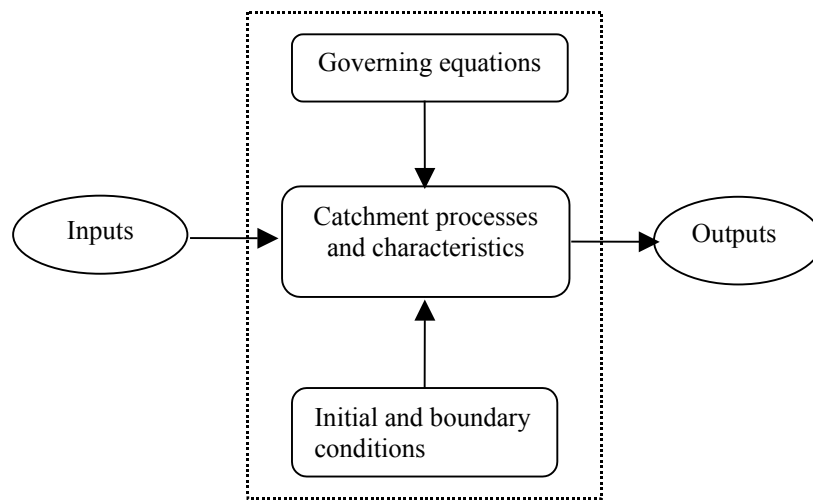 Governing equations
Inputs
Catchment processes
and characteristics
Outputs
Initial and boundary
conditions